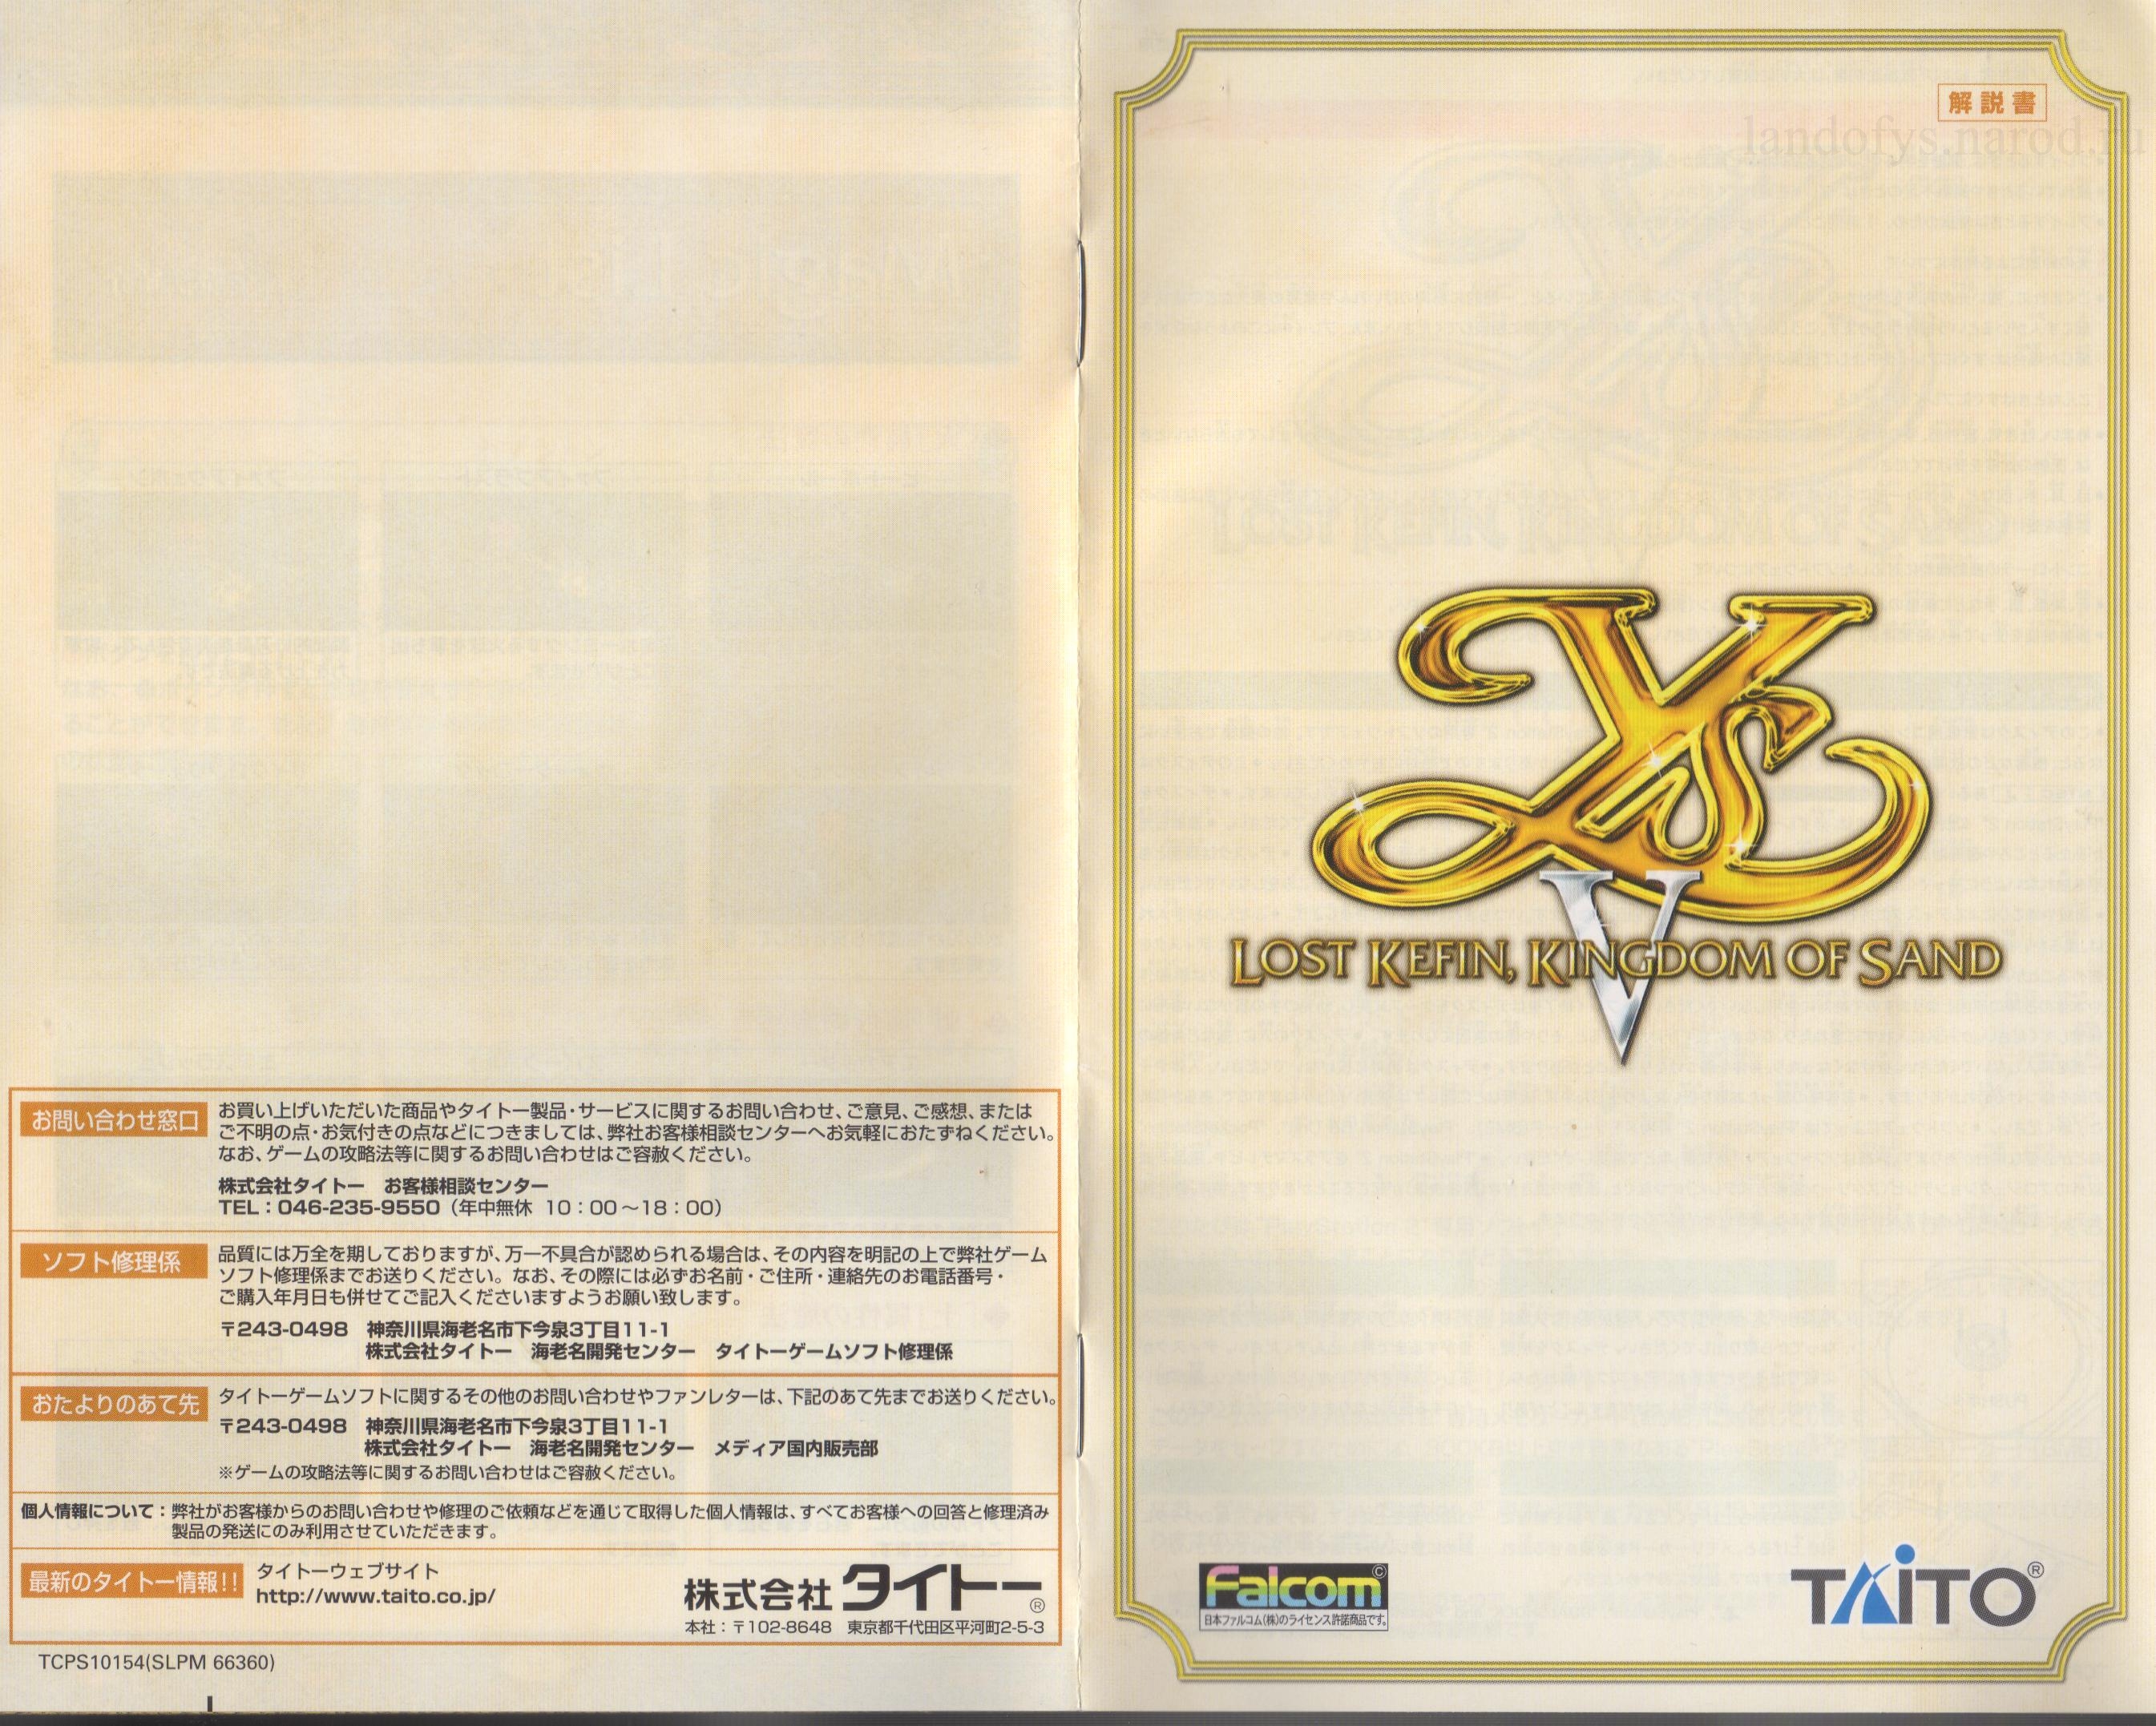 お問い合わせ窓口
お買い上げいただいた商品やタイトー製品・サービスに関するお問い合わせ、ご意見、ご感想、または
ご不明の点・お気付きの点などにつきましては、弊社お客様相談センターへお気軽におたずねください。
なお、ゲームの攻略法等に関するお問い合わせはご容赦ください。
株式会社タイトー　お客様相談センター
TEL：046-235-9550（年中無休 10：00～18：00）
ソフト修理係
品質には万全を期しておりますが、万一不具合が認められる場合は、その内容を明記の上で弊社ゲーム
ソフト修理係までお送りください。なお、その際には必ずお名前・ご住所・連絡先のお電話番号・
ご購入年月日も併せてご記入くださいますようお願い致します。
〒243-0498　神奈川県海老名市下今泉3丁目11-1
株式会社タイトー　海老名開発センター　タイトーゲームソフト修理係
おたよりのあて先
タイトーゲームソフトに関するその他のお問い合わせやファンレターは、下記のあて先までお送りください。
〒243-0498　神奈川県海老名市下今泉3丁目11-1
株式会社タイトー　海老名開発センター　メディア国内販売部
※ゲームの攻略法等に関するお問い合わせはご容赦ください。
個人情報について：弊社がお客様からのお問い合わせや修理のご依頼などを通じて取得した個人情報は、すべてお客様への回答と修理済み
製品の発送にのみ利用させていただきます。
最新のタイトー情報!!
タイトーウェブサイト
http://www.taito.co.jp/
株式会社タイトー®
本社：〒102-8648　東京都千代田区平河町2-5-3
TCPS10154(SLPM 66360)
解説書
landofys.narod.ru
Ys
V
LOST KEFIN, KINGDOM OF SAND
Falcom©
日本ファルコム(株)のライセンス許諾商品です。
TAITO®